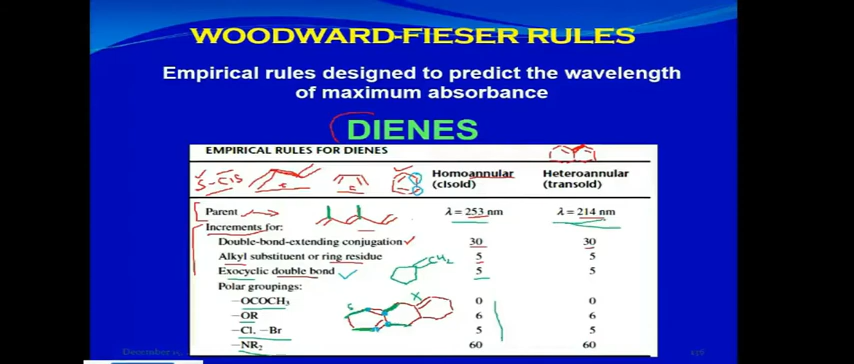 WOODWARD-FIESER RULES
Empirical rules designed to predict the wavelength
of maximum absorbance
DIENES
EMPIRICAL RULES FOR DIENES
S-Cis Homoannular Heteroannular
(cisoid) (transoid)
Parent λ = 253 nm λ = 214 nm
Increments for:
Double-bond-extending conjugation 30 30
Alkyl substituent or ring residue 5 5
Exocyclic double bond 5 5
CH2
Polar groupings:
X
–OCOCH3 0 0
–OR 6 6
–Cl, –Br 5 5
–NR2 60 60